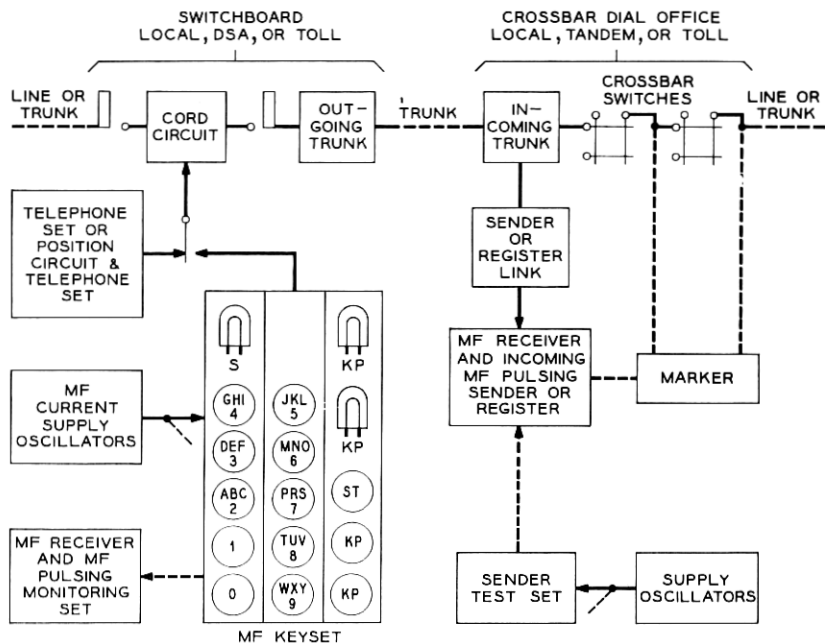 SWITCHBOARD
LOCAL, DSA, OR TOLL
CROSSBAR DIAL OFFICE
LOCAL, TANDEM, OR TOLL
LINE OR
TRUNK
CORD
CIRCUIT
OUT-
GOING
TRUNK
TRUNK
IN-
COMING
TRUNK
CROSSBAR
SWITCHES
LINE OR
TRUNK
TELEPHONE
SET OR
POSITION
CIRCUIT &
TELEPHONE
SET
SENDER
OR
REGISTER
LINK
S
KP
MF
CURRENT
SUPPLY
OSCILLATORS
GHI
4
JKL
5
KP
DEF
3
MNO
6
ABC
2
PRS
7
ST
1
TUV
8
KP
0
WXY
9
KP
MF KEYSET
MF RECEIVER
AND MF
PULSING
MONITORING
SET
MF RECEIVER
AND INCOMING
MF PULSING
SENDER OR
REGISTER
MARKER
SENDER
TEST SET
SUPPLY
OSCILLATORS